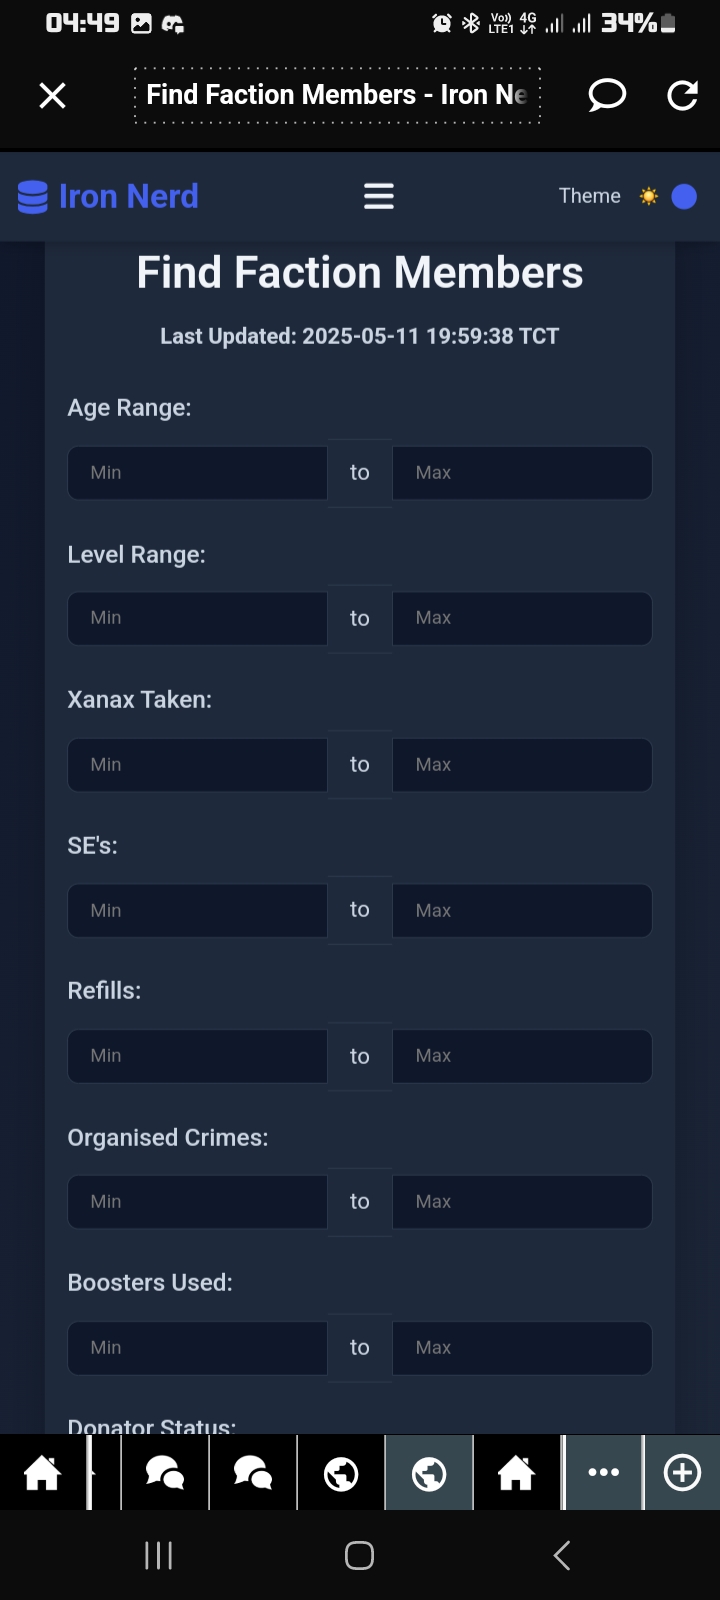 04:49
Vo)) 4G
LTE1
34%
Find Faction Members - Iron Ne
Iron Nerd
Theme
Find Faction Members
Last Updated: 2025-05-11 19:59:38 TCT
Age Range:
Min to Max
Level Range:
Min to Max
Xanax Taken:
Min to Max
SE's:
Min to Max
Refills:
Min to Max
Organised Crimes:
Min to Max
Boosters Used:
Min to Max
Donator Status: